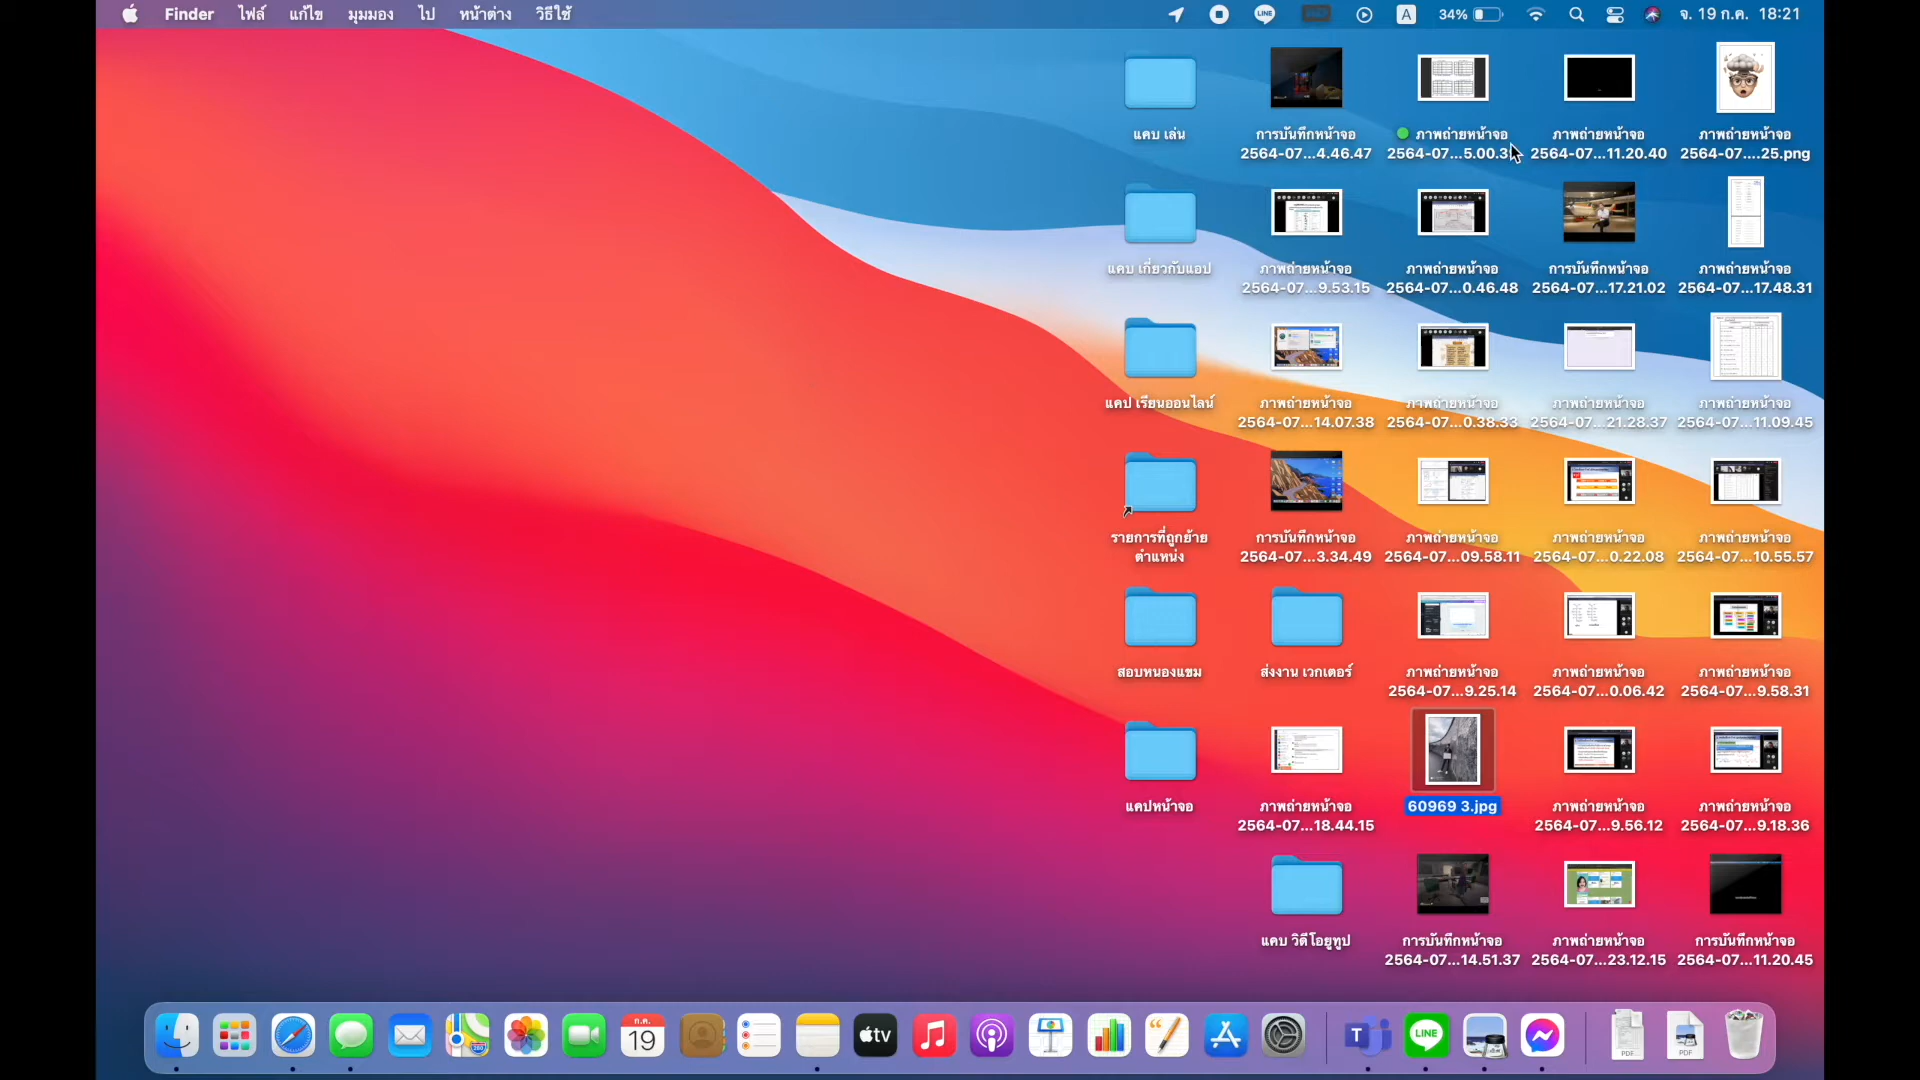 Finder ไฟล์ แก้ไข มุมมอง ไป หน้าต่าง วิธีใช้ LINE A 34% จ. 19 ก.ค. 18:21
แคบ เล่น
การบันทึกหน้าจอ
2564-07...4.46.47
ภาพถ่ายหน้าจอ
ภาพถ่ายหน้าจอ
2564-07...11.20.40
ภาพถ่ายหน้าจอ
2564-07....25.png
แคบ เกี่ยวกับแอป
ภาพถ่ายหน้าจอ
2564-07...9.53.15
ภาพถ่ายหน้าจอ
2564-07...0.46.48
การบันทึกหน้าจอ
2564-07...17.21.02
ภาพถ่ายหน้าจอ
2564-07...17.48.31
แคป เรียนออนไลน์
ภาพถ่ายหน้าจอ
2564-07...14.07.38
ภาพถ่ายหน้าจอ
2564-07...0.38.33
ภาพถ่ายหน้าจอ
2564-07...21.28.37
ภาพถ่ายหน้าจอ
2564-07...11.09.45
รายการที่ถูกย้าย
ตำแหน่ง
การบันทึกหน้าจอ
2564-07...3.34.49
ภาพถ่ายหน้าจอ
2564-07...09.58.11
ภาพถ่ายหน้าจอ
2564-07...0.22.08
ภาพถ่ายหน้าจอ
2564-07...10.55.57
สอบหนองแขม
ส่งงาน เวกเตอร์
ภาพถ่ายหน้าจอ
2564-07...9.25.14
ภาพถ่ายหน้าจอ
2564-07...0.06.42
ภาพถ่ายหน้าจอ
2564-07...9.58.31
แคปหน้าจอ
ภาพถ่ายหน้าจอ
2564-07...18.44.15
60969 3.jpg
ภาพถ่ายหน้าจอ
2564-07...9.56.12
ภาพถ่ายหน้าจอ
2564-07...9.18.36
แคบ วิดีโอยูทูป
การบันทึกหน้าจอ
2564-07...14.51.37
ภาพถ่ายหน้าจอ
2564-07...23.12.15
การบันทึกหน้าจอ
2564-07...11.20.45
ก.ค.
19
tv
T
LINE
PDF
PDF